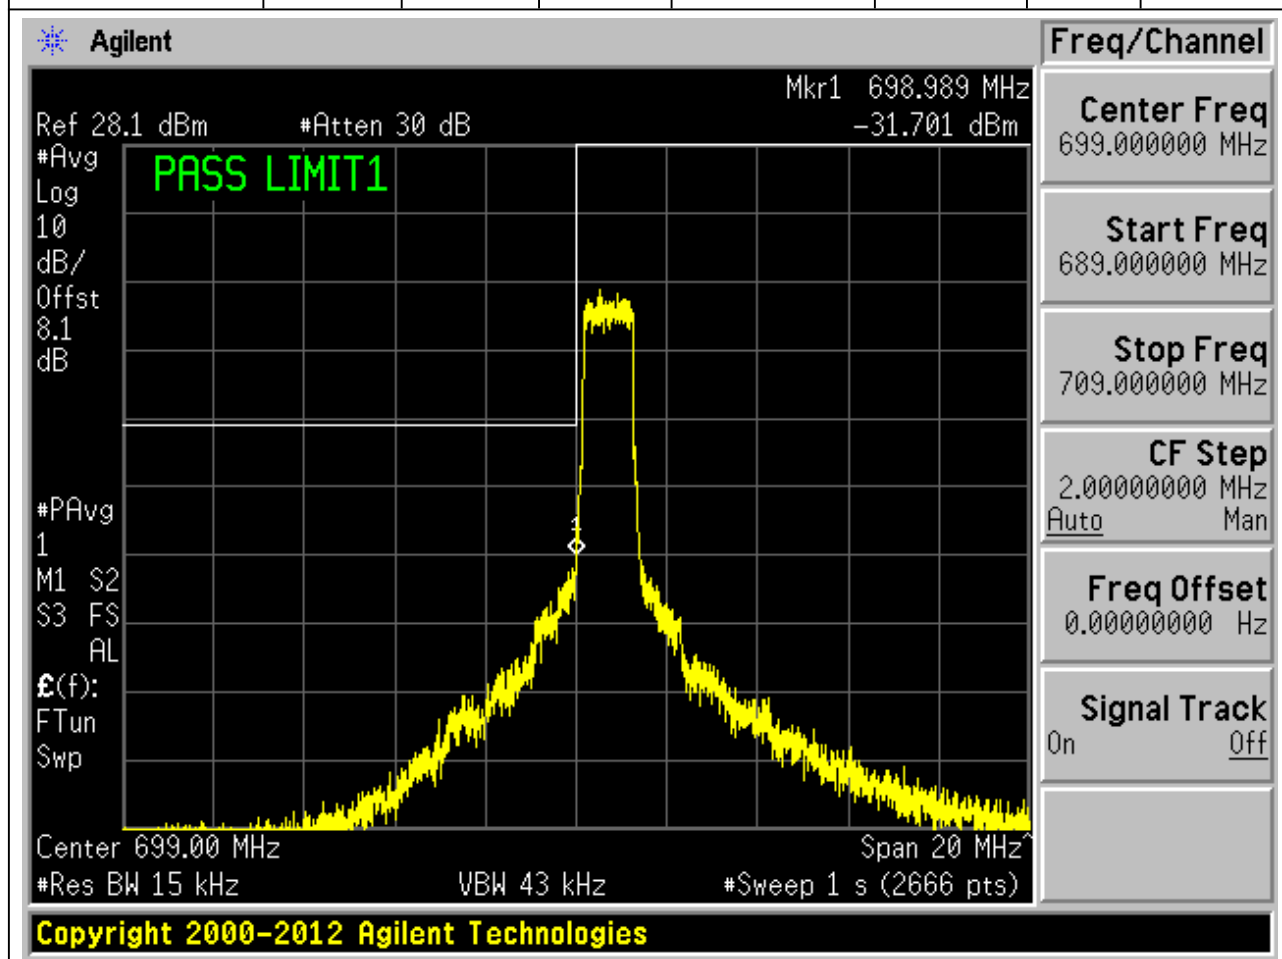 Agilent
Freq/Channel
Mkr1 698.989 MHz
Ref 28.1 dBm #Atten 30 dB -31.701 dBm
#Avg
Log
10
dB/
Offst
8.1
dB
PASS LIMIT1
1
#PAvg
1
M1 S2
S3 FS
AL
£(f):
FTun
Swp
Center 699.00 MHz Span 20 MHz^
#Res BW 15 kHz VBW 43 kHz #Sweep 1 s (2666 pts)
Copyright 2000-2012 Agilent Technologies
Center Freq
699.000000 MHz
Start Freq
689.000000 MHz
Stop Freq
709.000000 MHz
CF Step
2.00000000 MHz
Auto Man
Freq Offset
0.00000000 Hz
Signal Track
On Off